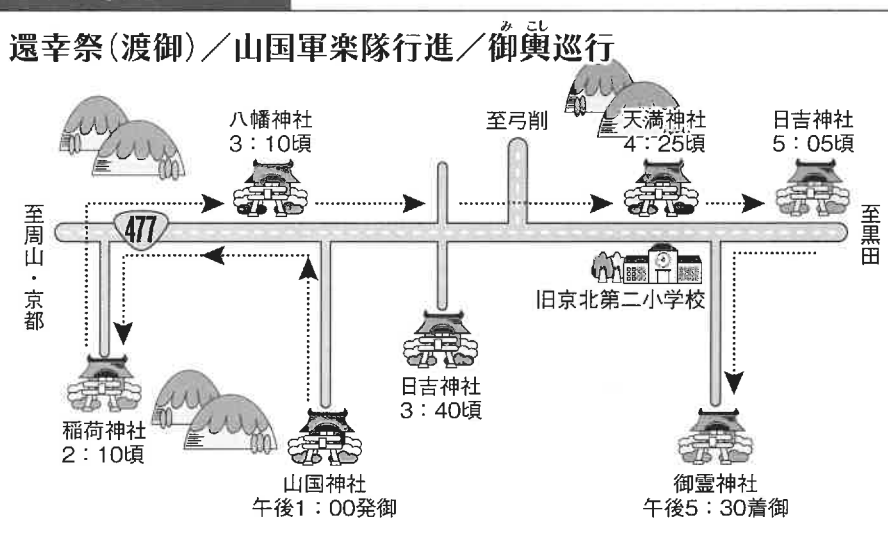 還幸祭(渡御)／山国軍楽隊行進／御輿巡行
みこし
八幡神社
3：10頃
至弓削
天満神社
4：25頃
日吉神社
5：05頃
至周山・京都
477
至黒田
旧京北第二小学校
日吉神社
3：40頃
稲荷神社
2：10頃
山国神社
午後1：00発御
御霊神社
午後5：30着御